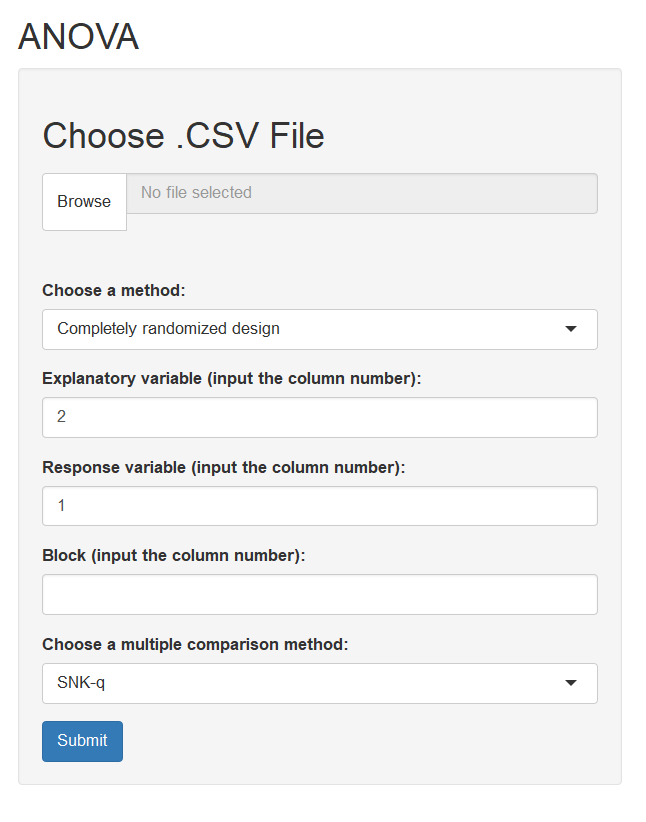 ANOVA
Choose .CSV File
Browse No file selected
Choose a method:
Completely randomized design
Explanatory variable (input the column number):
2
Response variable (input the column number):
1
Block (input the column number):
Choose a multiple comparison method:
SNK-q
Submit